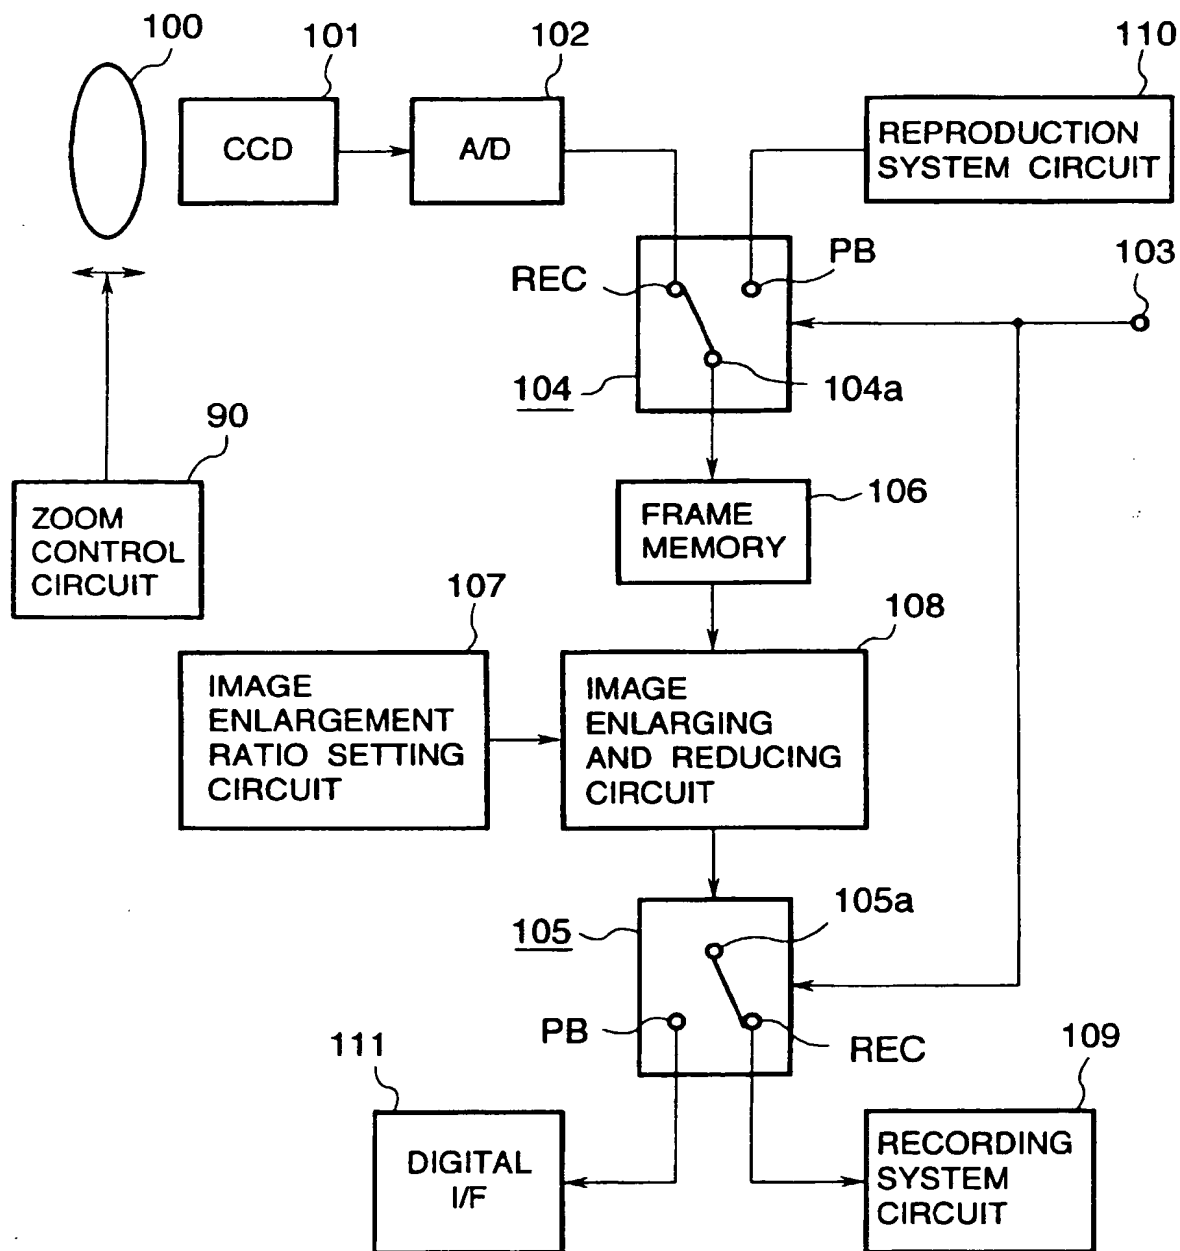 100
101
102
110
CCD
A/D
REPRODUCTION
SYSTEM CIRCUIT
REC
PB
103
104
104a
90
ZOOM
CONTROL
CIRCUIT
FRAME
MEMORY
106
107
108
IMAGE
ENLARGEMENT
RATIO SETTING
CIRCUIT
IMAGE
ENLARGING
AND REDUCING
CIRCUIT
105
105a
PB
REC
111
109
DIGITAL
I/F
RECORDING
SYSTEM
CIRCUIT